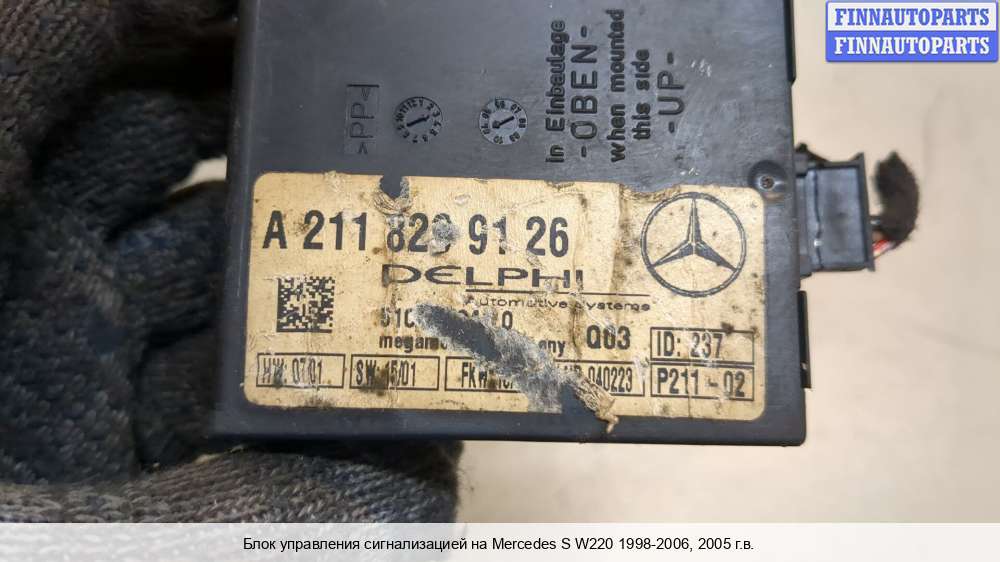 FINNAUTOPARTS
FINNAUTOPARTS
in Einbaulage
-OBEN-
when mounted
this side
-UP-
>PP<
A 211 820 91 26
DELPHI
Automotive Systems
Q03
ID: 237
HW: 07/01
SW: 15/01
040223
P211-02
Блок управления сигнализацией на Mercedes S W220 1998-2006, 2005 г.в.